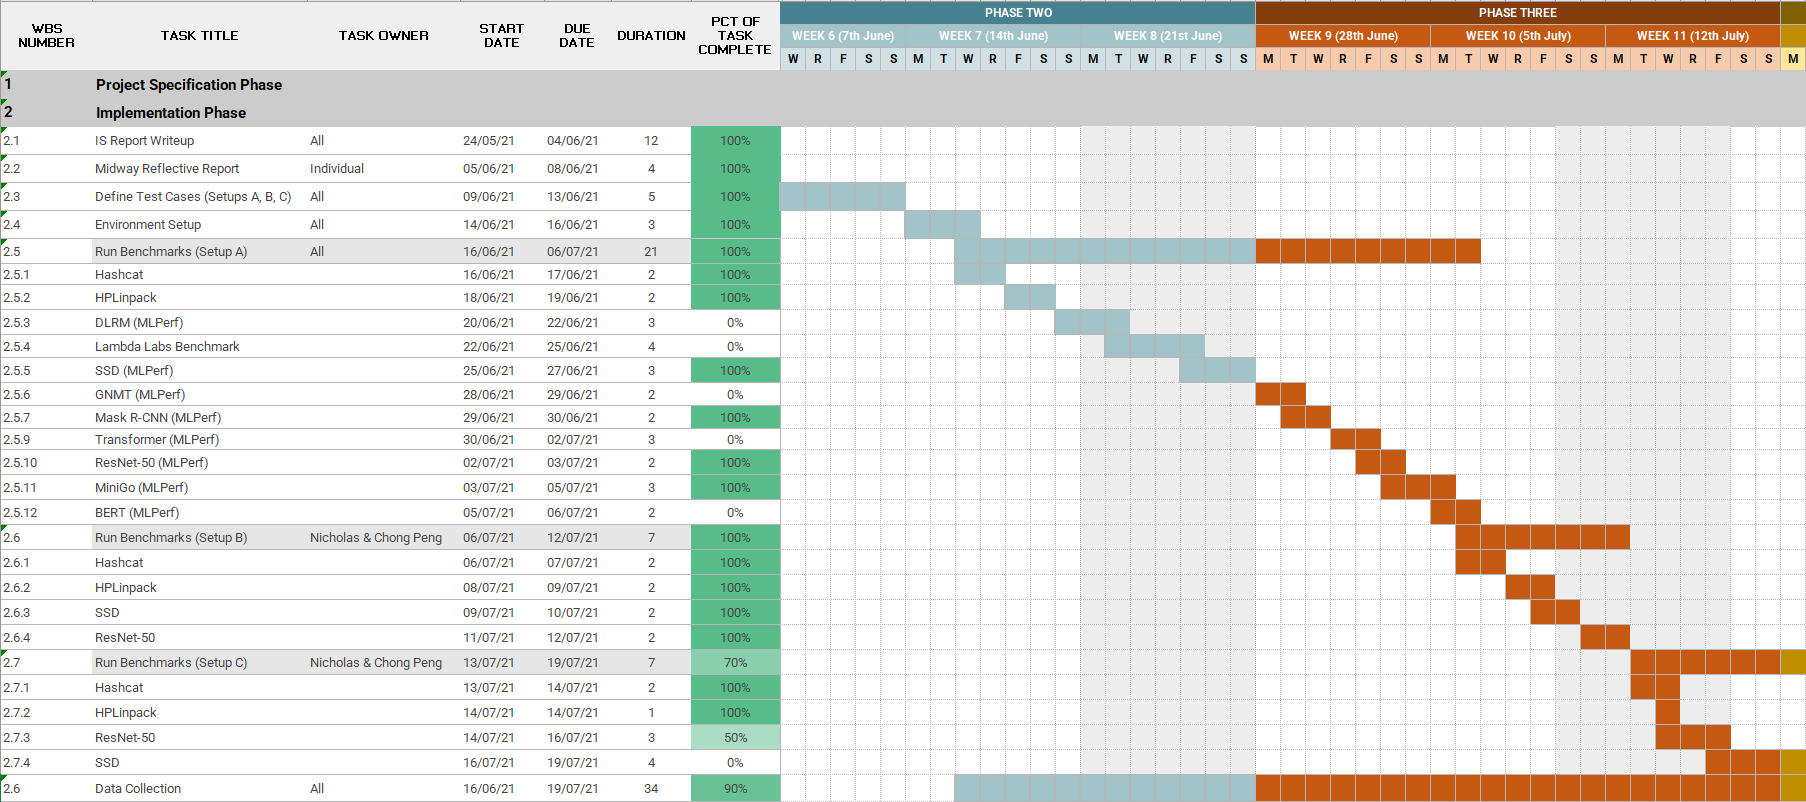 PHASE TWO PHASE THREE
WBS NUMBER TASK TITLE TASK OWNER START DATE DUE DATE DURATION PCT OF TASK COMPLETE
WEEK 6 (7th June) WEEK 7 (14th June) WEEK 8 (21st June) WEEK 9 (28th June) WEEK 10 (5th July) WEEK 11 (12th July)
W R F S S M T W R F S S M T W R F S S M T W R F S S M T W R F S S M T W R F S S M
1 Project Specification Phase
2 Implementation Phase
2.1 IS Report Writeup All 24/05/21 04/06/21 12 100%
2.2 Midway Reflective Report Individual 05/06/21 08/06/21 4 100%
2.3 Define Test Cases (Setups A, B, C) All 09/06/21 13/06/21 5 100%
2.4 Environment Setup All 14/06/21 16/06/21 3 100%
2.5 Run Benchmarks (Setup A) All 16/06/21 06/07/21 21 100%
2.5.1 Hashcat 16/06/21 17/06/21 2 100%
2.5.2 HPLinpack 18/06/21 19/06/21 2 100%
2.5.3 DLRM (MLPerf) 20/06/21 22/06/21 3 0%
2.5.4 Lambda Labs Benchmark 22/06/21 25/06/21 4 0%
2.5.5 SSD (MLPerf) 25/06/21 27/06/21 3 100%
2.5.6 GNMT (MLPerf) 28/06/21 29/06/21 2 0%
2.5.7 Mask R-CNN (MLPerf) 29/06/21 30/06/21 2 100%
2.5.9 Transformer (MLPerf) 30/06/21 02/07/21 3 0%
2.5.10 ResNet-50 (MLPerf) 02/07/21 03/07/21 2 100%
2.5.11 MiniGo (MLPerf) 03/07/21 05/07/21 3 100%
2.5.12 BERT (MLPerf) 05/07/21 06/07/21 2 0%
2.6 Run Benchmarks (Setup B) Nicholas & Chong Peng 06/07/21 12/07/21 7 100%
2.6.1 Hashcat 06/07/21 07/07/21 2 100%
2.6.2 HPLinpack 08/07/21 09/07/21 2 100%
2.6.3 SSD 09/07/21 10/07/21 2 100%
2.6.4 ResNet-50 11/07/21 12/07/21 2 100%
2.7 Run Benchmarks (Setup C) Nicholas & Chong Peng 13/07/21 19/07/21 7 70%
2.7.1 Hashcat 13/07/21 14/07/21 2 100%
2.7.2 HPLinpack 14/07/21 14/07/21 1 100%
2.7.3 ResNet-50 14/07/21 16/07/21 3 50%
2.7.4 SSD 16/07/21 19/07/21 4 0%
2.6 Data Collection All 16/06/21 19/07/21 34 90%